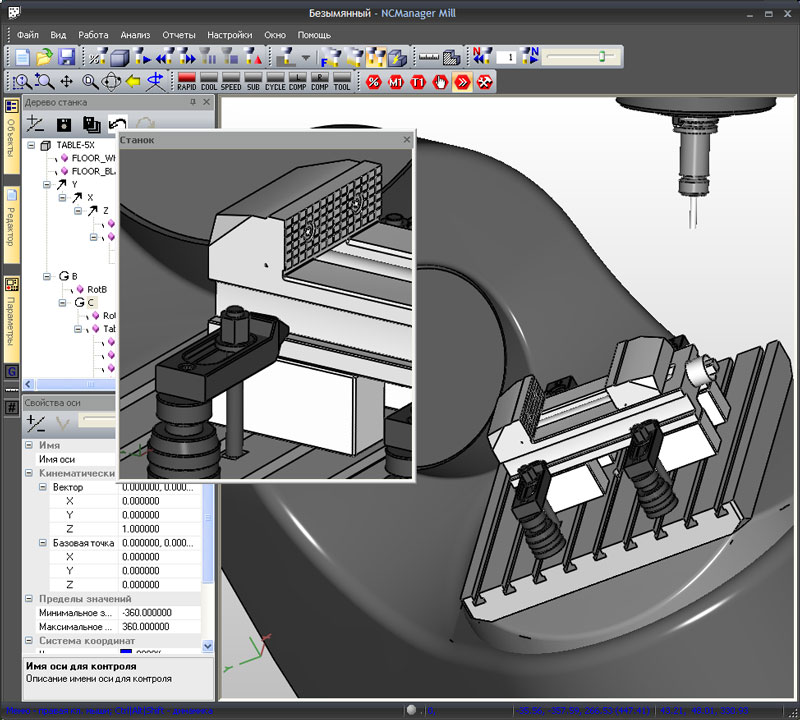 Безымянный - NCManager Mill
Файл Вид Работа Анализ Отчеты Настройки Окно Помощь
F N 1 N
RAPID COOL SPEED SUB CYCLE L COMP R COMP TOOL % M1 T1
Дерево станка
Объекты
Редактор
Параметры
G
#
TABLE-5X
FLOOR_BL
Y
X
Z
B
RotB
C
Станок
Свойства оси
Имя
Имя оси
Кинематически
Вектор 0.000000, 0.000...
X 0.000000
Y 0.000000
Z 1.000000
Базовая точка 0.000000, 0.000...
X 0.000000
Y 0.000000
Z 0.000000
Пределы значений
Минимальное з... -360.000000
Максимальное ... 360.000000
Система координат
Имя оси для контроля
Описание имени оси для контроля